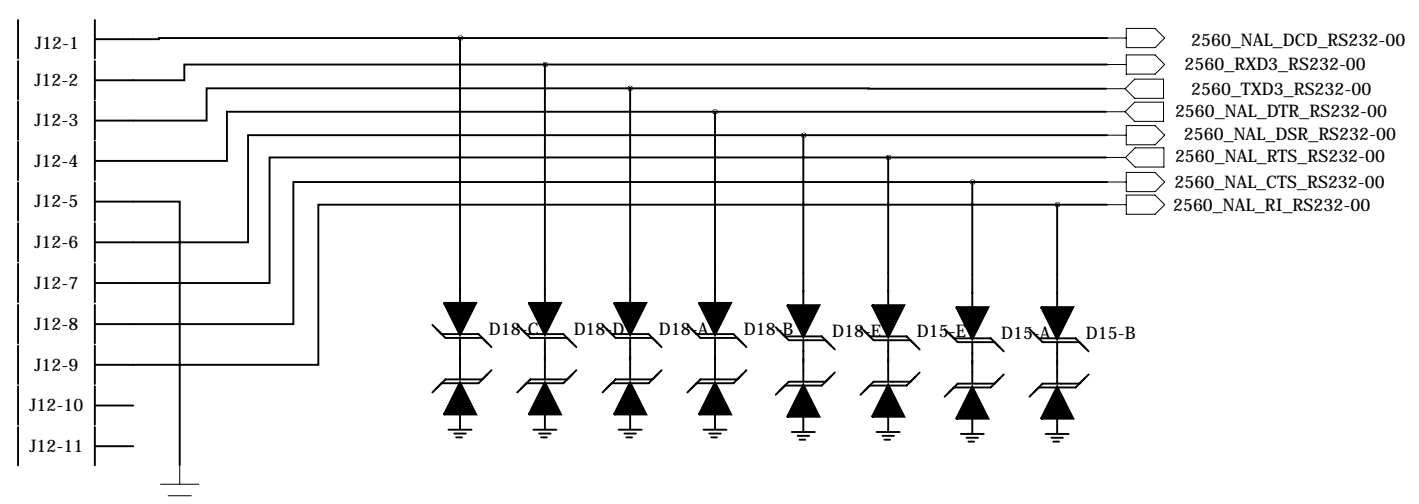 J12-1
J12-2
J12-3
J12-4
J12-5
J12-6
J12-7
J12-8
J12-9
J12-10
J12-11
2560_NAL_DCD_RS232-00
2560_RXD3_RS232-00
2560_TXD3_RS232-00
2560_NAL_DTR_RS232-00
2560_NAL_DSR_RS232-00
2560_NAL_RTS_RS232-00
2560_NAL_CTS_RS232-00
2560_NAL_RI_RS232-00
D18-C D18-D D18-A D18-B D18-E D15-E D15-A D15-B